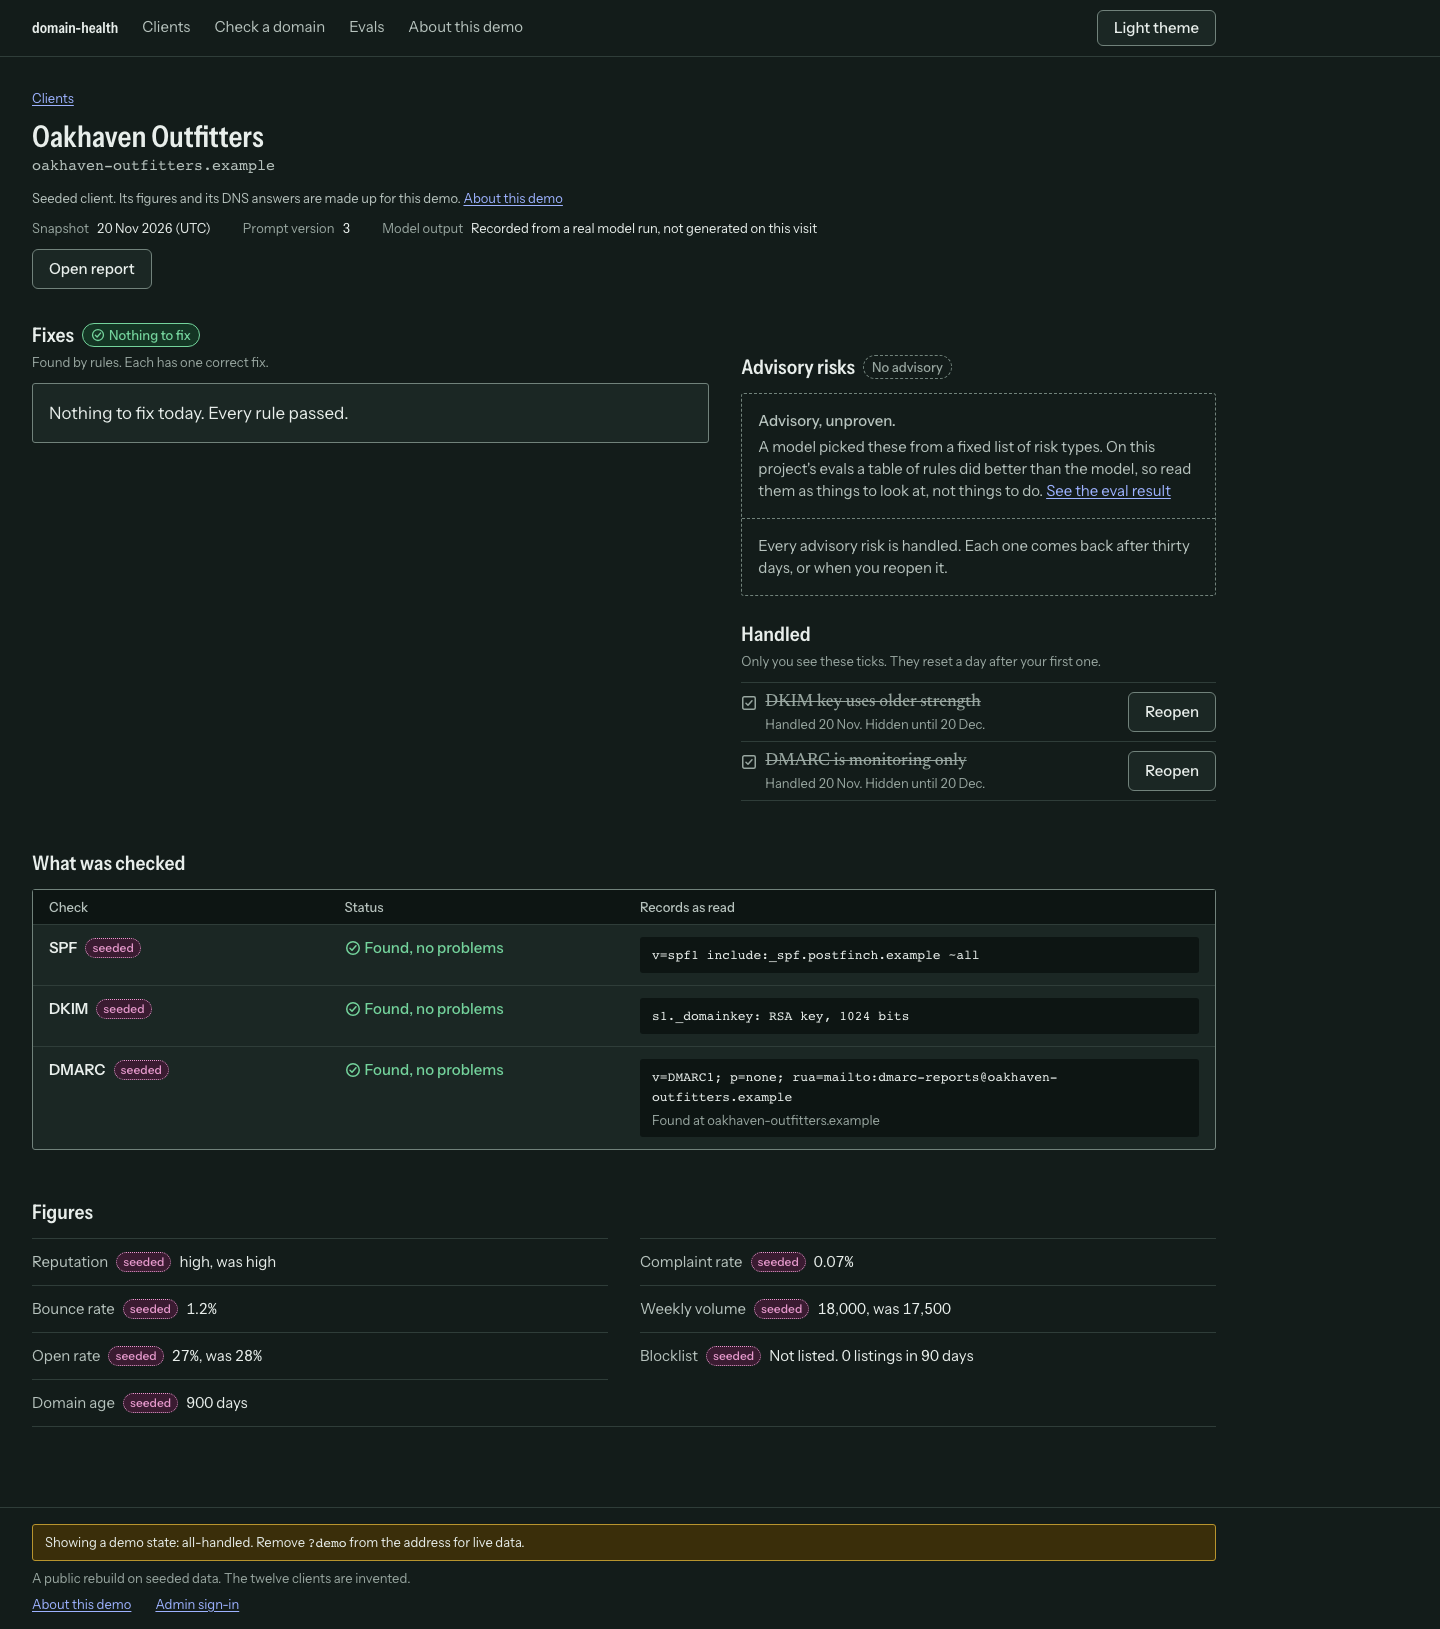 domain-health Clients Check a domain Evals About this demo Light theme
Clients
Oakhaven Outfitters
oakhaven-outfitters.example
Seeded client. Its figures and its DNS answers are made up for this demo. About this demo
Snapshot 20 Nov 2026 (UTC) Prompt version 3 Model output Recorded from a real model run, not generated on this visit
Open report
Fixes Nothing to fix
Found by rules. Each has one correct fix.
Nothing to fix today. Every rule passed.
Advisory risks No advisory
Advisory, unproven.
A model picked these from a fixed list of risk types. On this
project's evals a table of rules did better than the model, so read
them as things to look at, not things to do. See the eval result
Every advisory risk is handled. Each one comes back after thirty
days, or when you reopen it.
Handled
Only you see these ticks. They reset a day after your first one.
DKIM key uses older strength
Handled 20 Nov. Hidden until 20 Dec.
Reopen
DMARC is monitoring only
Handled 20 Nov. Hidden until 20 Dec.
Reopen
What was checked
Check Status Records as read
SPF seeded Found, no problems v=spf1 include:_spf.postfinch.example ~all
DKIM seeded Found, no problems s1._domainkey: RSA key, 1024 bits
DMARC seeded Found, no problems v=DMARC1; p=none; rua=mailto:dmarc-reports@oakhaven-
outfitters.example
Found at oakhaven-outfitters.example
Figures
Reputation seeded high, was high
Complaint rate seeded 0.07%
Bounce rate seeded 1.2%
Weekly volume seeded 18,000, was 17,500
Open rate seeded 27%, was 28%
Blocklist seeded Not listed. 0 listings in 90 days
Domain age seeded 900 days
Showing a demo state: all-handled. Remove ?demo from the address for live data.
A public rebuild on seeded data. The twelve clients are invented.
About this demo Admin sign-in